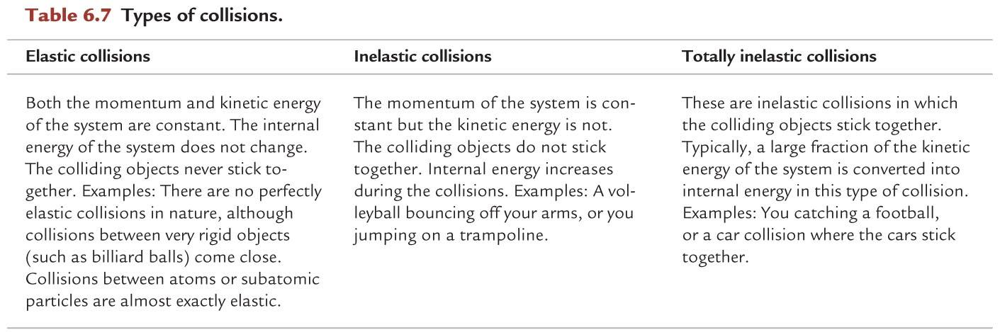 Table 6.7 Types of collisions.
Elastic collisions
Inelastic collisions
Totally inelastic collisions
Both the momentum and kinetic energy
of the system are constant. The internal
energy of the system does not change.
The colliding objects never stick to-
gether. Examples: There are no perfectly
elastic collisions in nature, although
collisions between very rigid objects
(such as billiard balls) come close.
Collisions between atoms or subatomic
particles are almost exactly elastic.
The momentum of the system is con-
stant but the kinetic energy is not.
The colliding objects do not stick
together. Internal energy increases
during the collisions. Examples: A vol-
leyball bouncing off your arms, or you
jumping on a trampoline.
These are inelastic collisions in which
the colliding objects stick together.
Typically, a large fraction of the kinetic
energy of the system is converted into
internal energy in this type of collision.
Examples: You catching a football,
or a car collision where the cars stick
together.